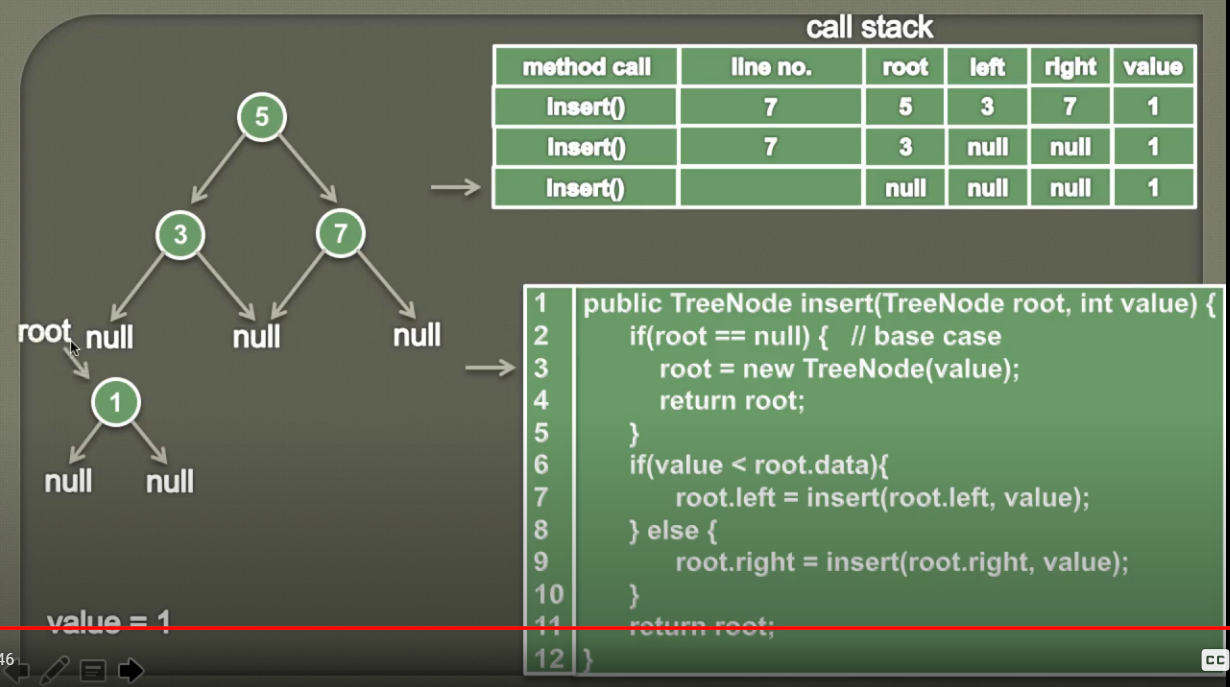 call stack
method call line no. root left right value
insert() 7 5 3 7 1
insert() 7 3 null null 1
insert() null null null 1
5
3 7
root null null null
1
null null
value = 1
1 public TreeNode insert(TreeNode root, int value) {
2 if(root == null) { // base case
3 root = new TreeNode(value);
4 return root;
5 }
6 if(value < root.data){
7 root.left = insert(root.left, value);
8 } else {
9 root.right = insert(root.right, value);
10 }
11 return root;
12 }
46
CC